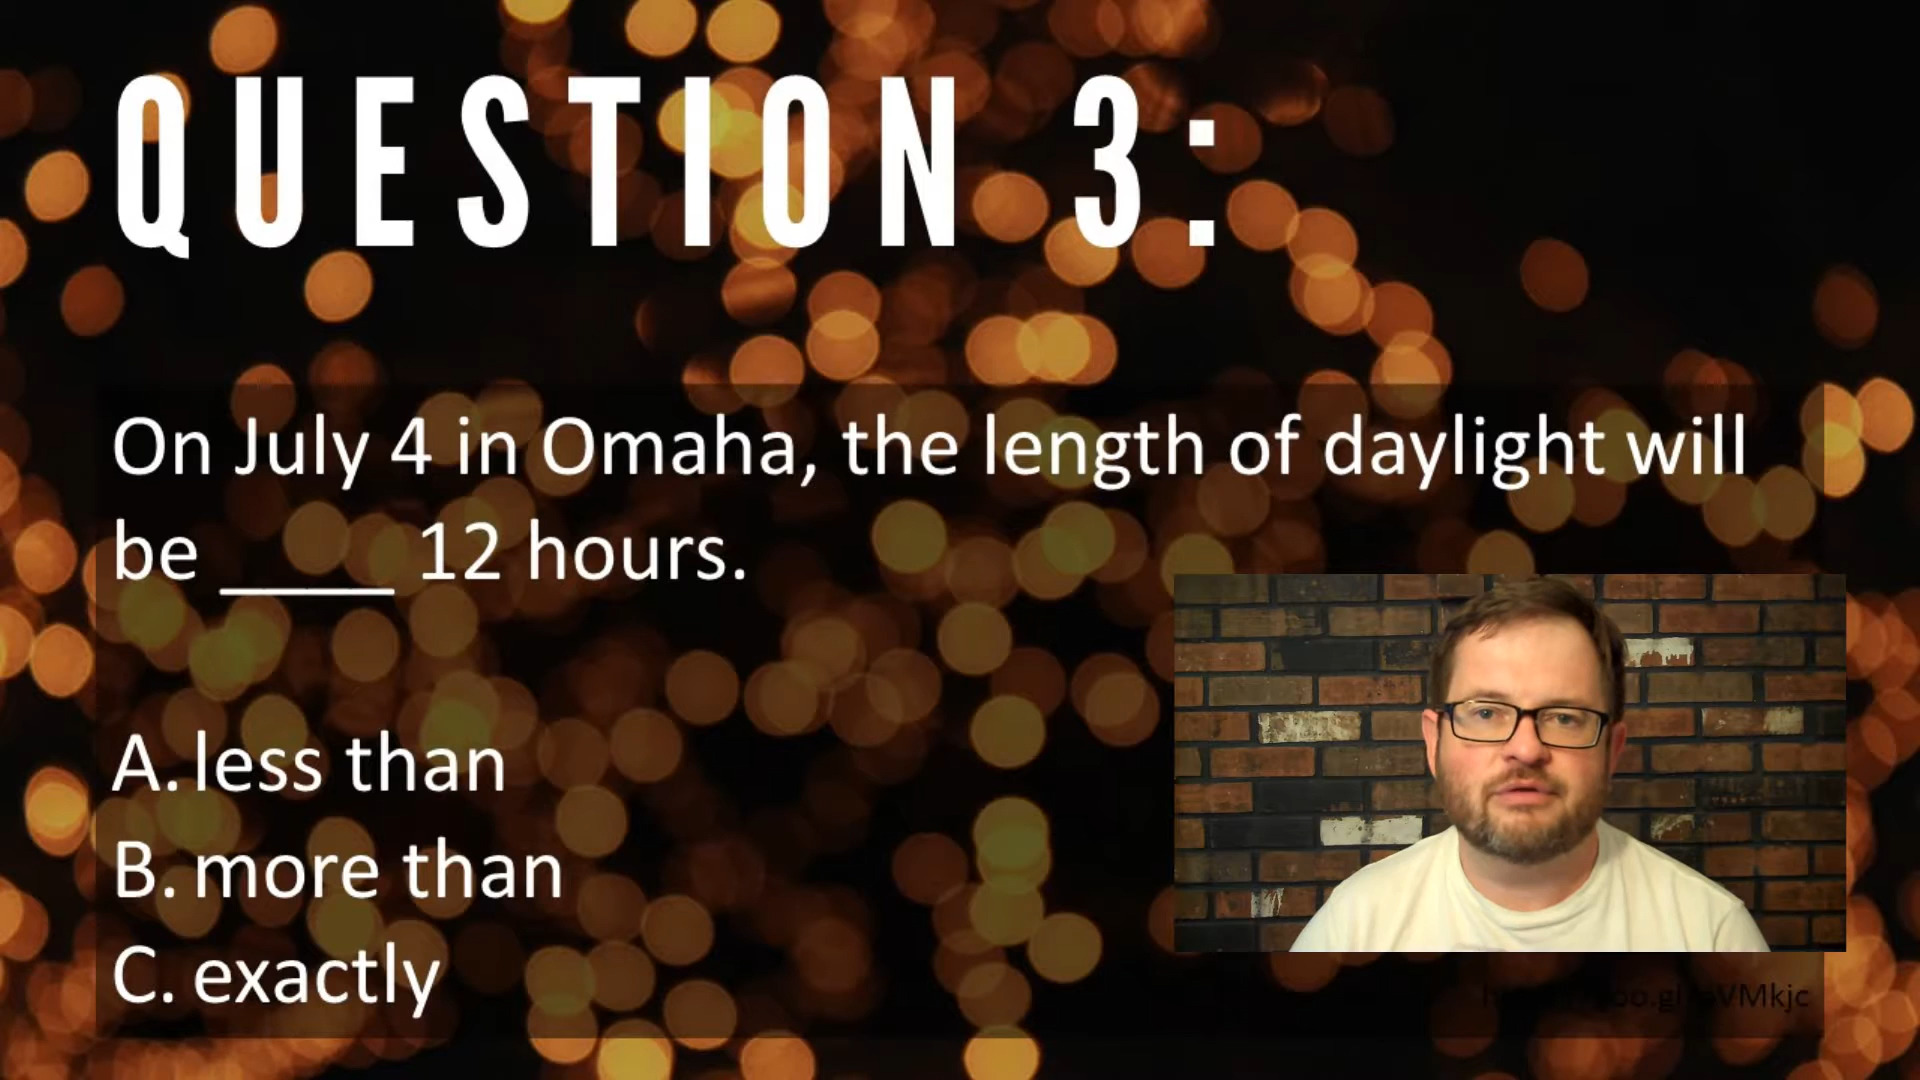 QUESTION 3:
On July 4 in Omaha, the length of daylight will
be _____ 12 hours.
A. less than
B. more than
C. exactly